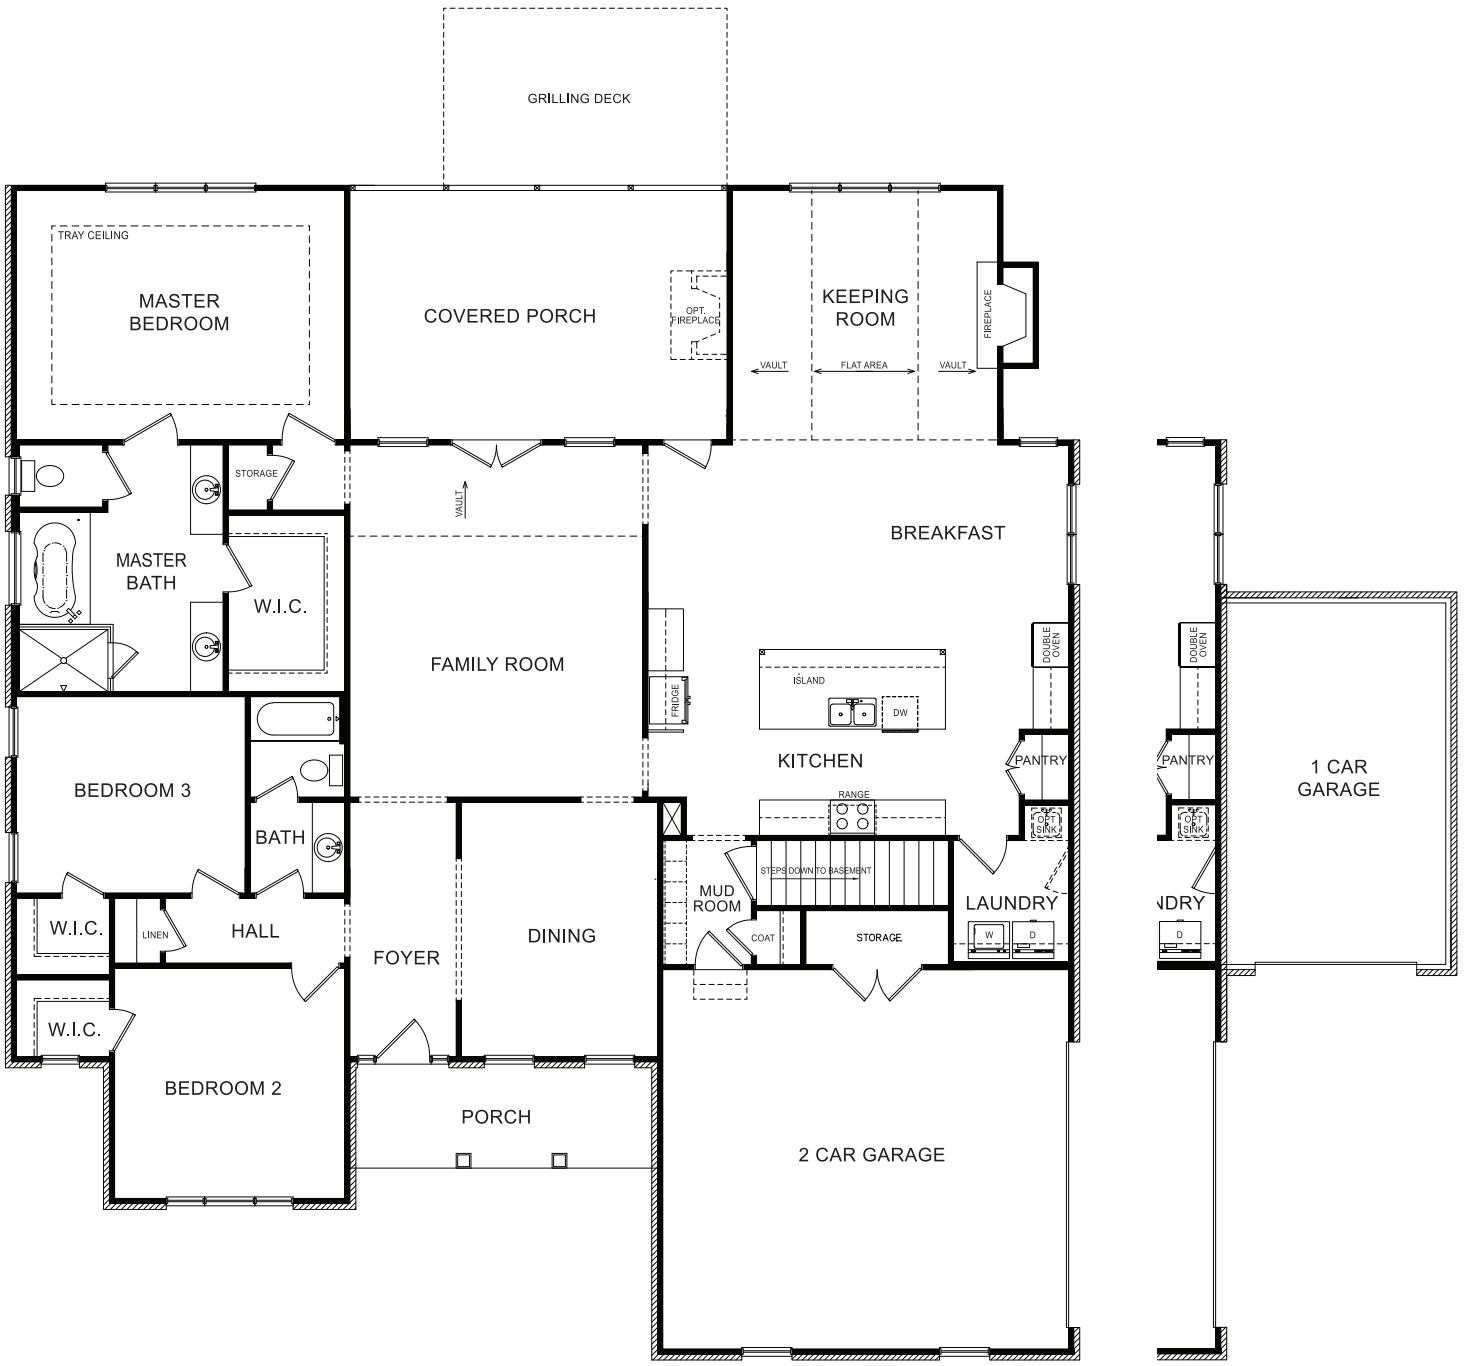 GRILLING DECK
TRAY CEILING
MASTER
BEDROOM
COVERED PORCH
OPT.
FIREPLACE
KEEPING
ROOM
FIREPLACE
VAULT
FLAT AREA
VAULT
STORAGE
VAULT
BREAKFAST
MASTER
BATH
W.I.C.
FAMILY ROOM
DOUBLE
OVEN
DOUBLE
OVEN
ISLAND
FRIDGE
DW
KITCHEN
PANTRY
PANTRY
1 CAR
GARAGE
BEDROOM 3
RANGE
BATH
OPT
SINK
OPT
SINK
STEPS DOWN TO BASEMENT
MUD
ROOM
LAUNDRY
NDRY
W.I.C.
LINEN
HALL
DINING
COAT
STORAGE
W
D
D
FOYER
W.I.C.
BEDROOM 2
PORCH
2 CAR GARAGE